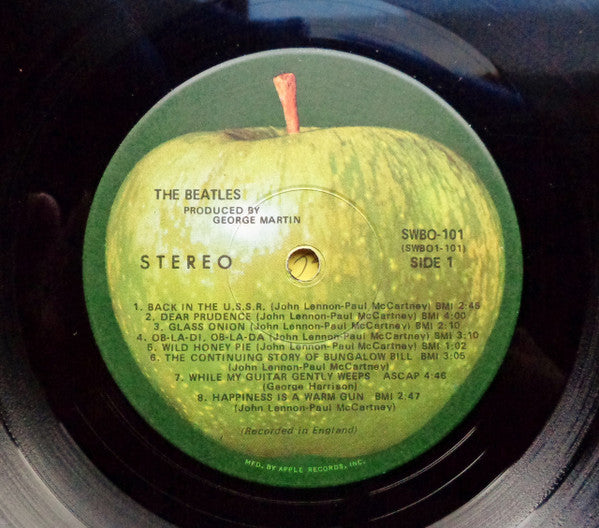 THE BEATLES
PRODUCED BY
GEORGE MARTIN
STEREO
SWBO-101
(SWBO1-101)
SIDE 1
1. BACK IN THE U.S.S.R. (John Lennon-Paul McCartney) BMI 2:45
2. DEAR PRUDENCE (John Lennon-Paul McCartney) BMI 4:00
3. GLASS ONION (John Lennon-Paul McCartney) BMI 2:10
4. OB-LA-DI, OB-LA-DA (John Lennon-Paul McCartney) BMI 3:10
5. WILD HONEY PIE (John Lennon-Paul McCartney) BMI 1:02
6. THE CONTINUING STORY OF BUNGALOW BILL BMI 3:05
(John Lennon-Paul McCartney)
7. WHILE MY GUITAR GENTLY WEEPS ASCAP 4:46
(George Harrison)
8. HAPPINESS IS A WARM GUN BMI 2:47
(John Lennon-Paul McCartney)
(Recorded in England)
MFD. BY APPLE RECORDS, INC.